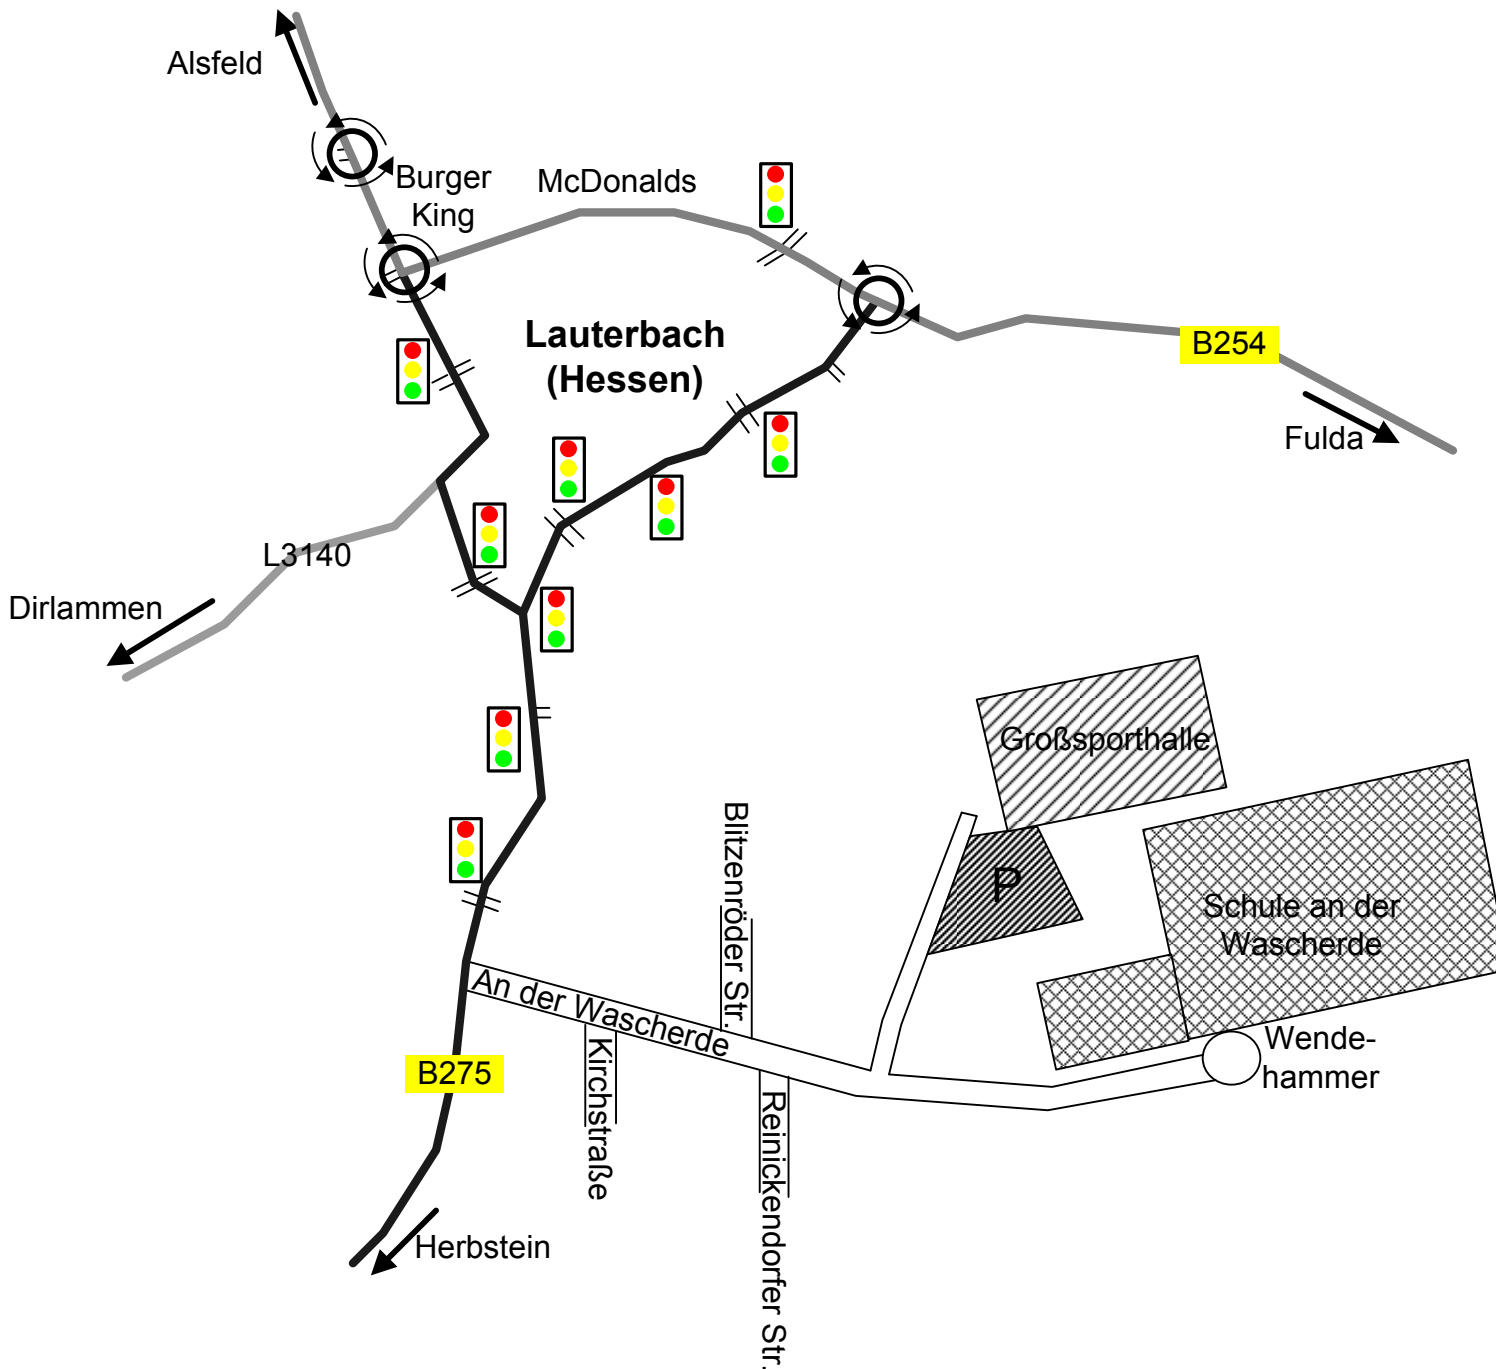 Alsfeld
Burger
King
McDonalds
Lauterbach
(Hessen)
B254
Fulda
L3140
Dirlammen
Großsporthalle
P
Schule an der
Wascherde
Blitzenröder Str.
An der Wascherde
Wende-
hammer
B275
Kirchstraße
Reinickendorfer Str.
Herbstein